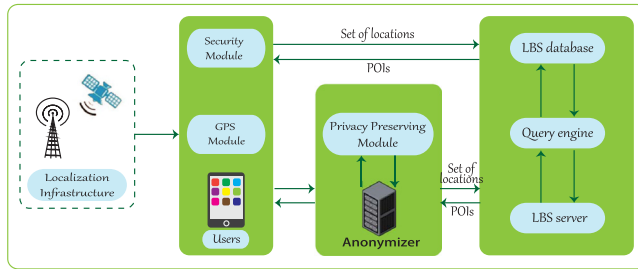 Security
Module
Set of locations
POIs
LBS database
GPS
Module
Privacy Preserving
Module
Query engine
Localization
Infrastructure
Set of
locations
POIs
LBS server
Users
Anonymizer